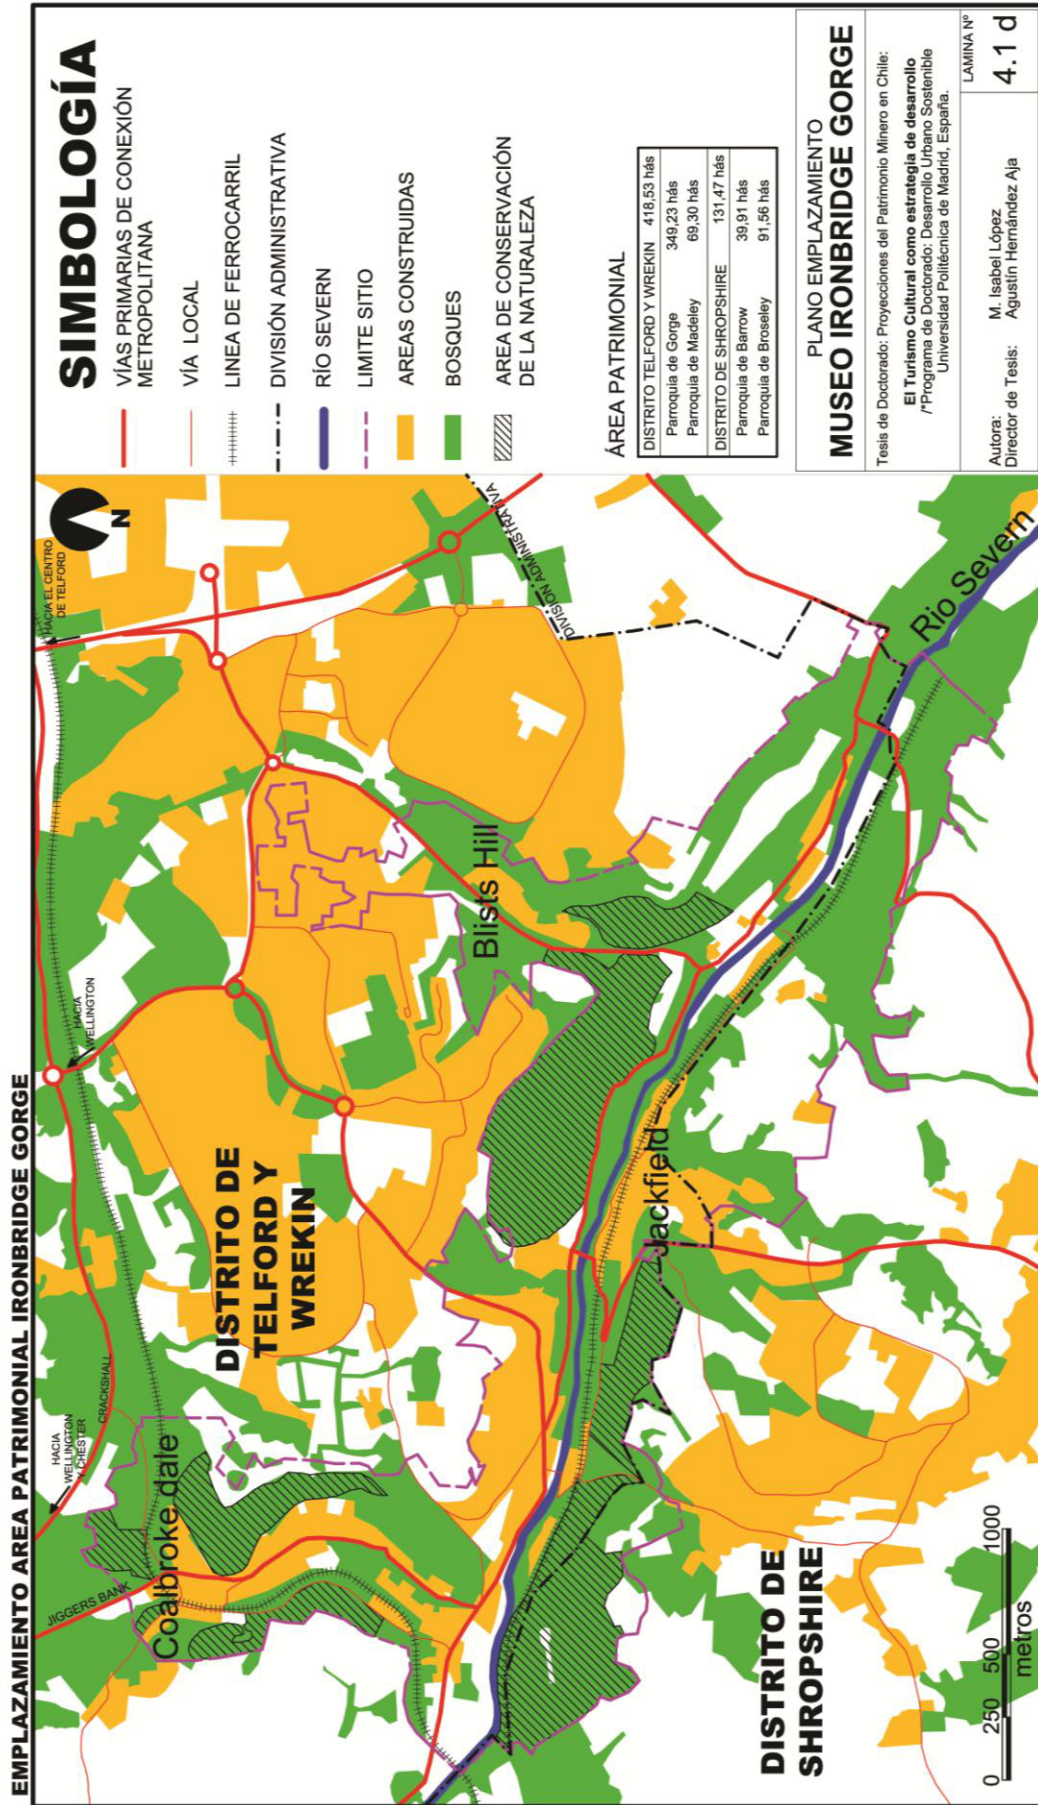 EMPLAZAMIENTO AREA PATRIMONIAL IRONBRIDGE GORGE
HACIA
WELLINGTON
Y CHESTER
CRACKSHALL
JIGGERS BANK
Coalbroke dale
HACIA
WELLINGTON
HACIA EL CENTRO
DE TELFORD
N
DISTRITO DE
TELFORD Y
WREKIN
Blists Hill
DIVISION ADMINISTRATIVA
Jackfield
Rio Severn
DISTRITO DE
SHROPSHIRE
0 250 500 1000
metros
SIMBOLOGÍA
VÍAS PRIMARIAS DE CONEXIÓN
METROPOLITANA
VÍA LOCAL
LINEA DE FERROCARRIL
DIVISIÓN ADMINISTRATIVA
RÍO SEVERN
LIMITE SITIO
AREAS CONSTRUIDAS
BOSQUES
AREA DE CONSERVACIÓN
DE LA NATURALEZA
ÁREA PATRIMONIAL
DISTRITO TELFORD Y WREKIN 418,53 hás
Parroquia de Gorge 349,23 hás
Parroquia de Madeley 69,30 hás
DISTRITO DE SHROPSHIRE 131,47 hás
Parroquia de Barrow 39,91 hás
Parroquia de Broseley 91,56 hás
PLANO EMPLAZAMIENTO
MUSEO IRONBRIDGE GORGE
Tesis de Doctorado: Proyecciones del Patrimonio Minero en Chile:
El Turismo Cultural como estrategia de desarrollo
/*Programa de Doctorado: Desarrollo Urbano Sostenible
Universidad Politécnica de Madrid, España.
Autora: M. Isabel López
Director de Tesis: Agustín Hernández Aja
LAMINA Nº
4.1 d